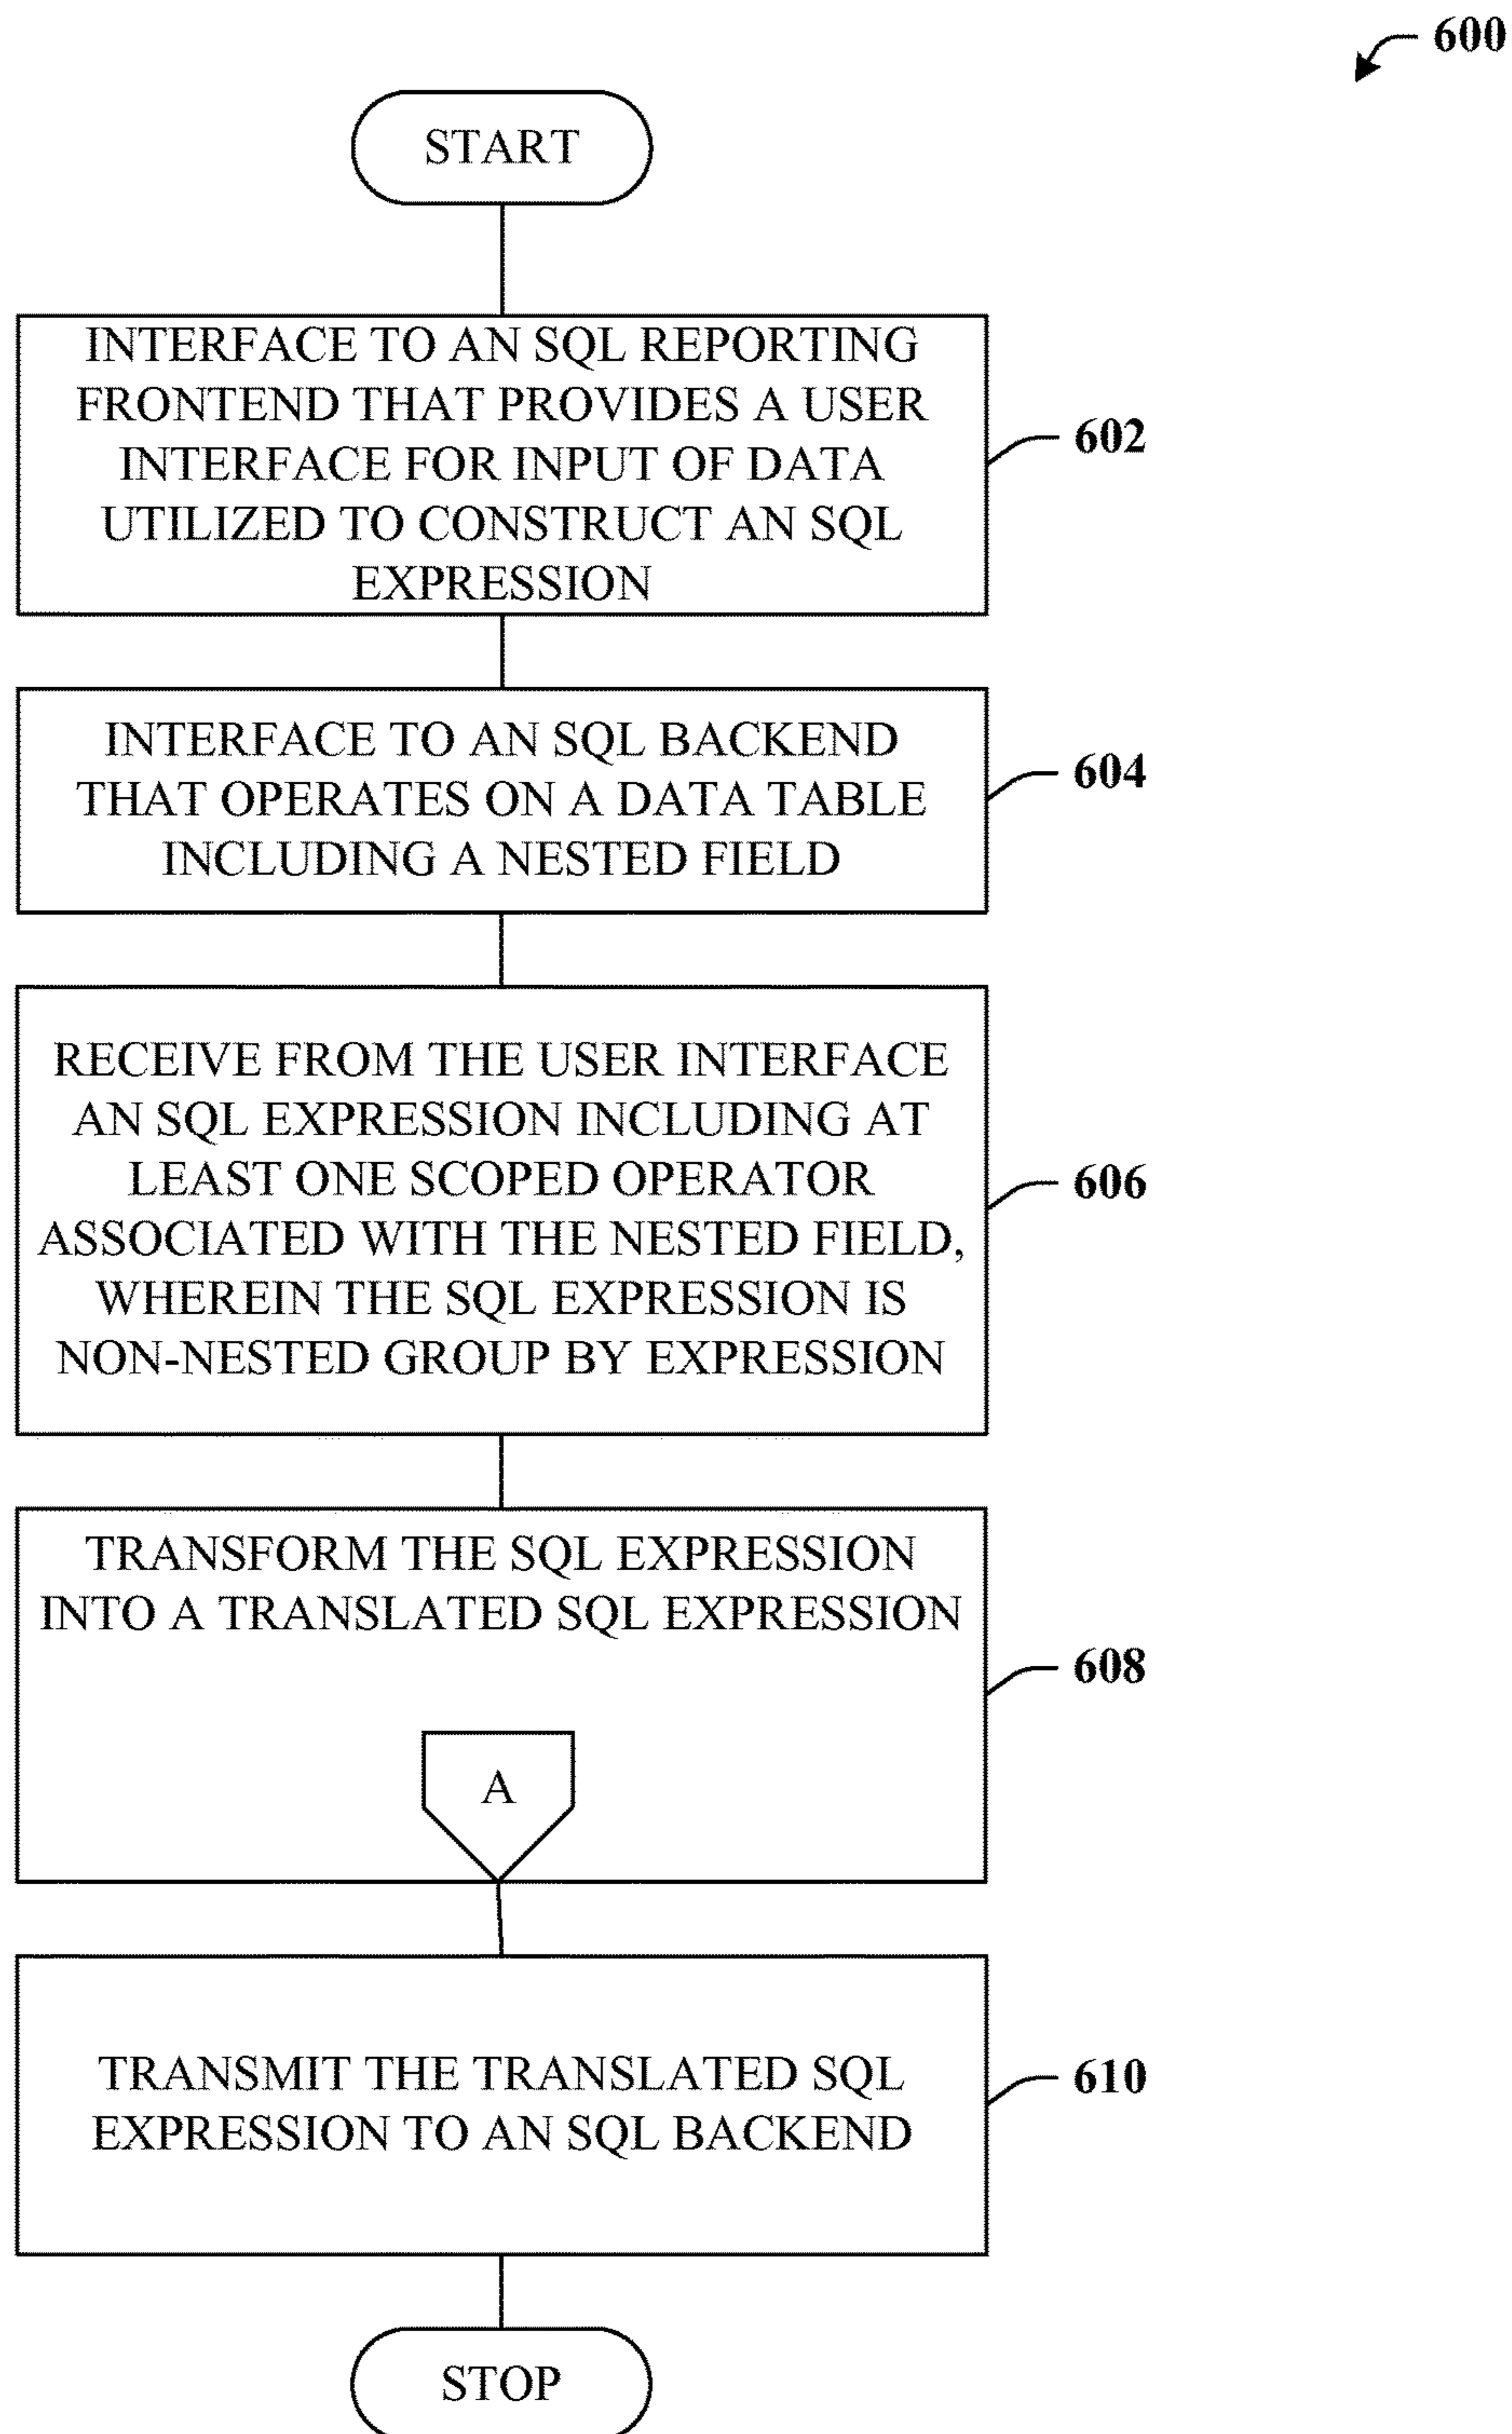 600
START
INTERFACE TO AN SQL REPORTING
FRONTEND THAT PROVIDES A USER
INTERFACE FOR INPUT OF DATA
UTILIZED TO CONSTRUCT AN SQL
EXPRESSION
602
INTERFACE TO AN SQL BACKEND
THAT OPERATES ON A DATA TABLE
INCLUDING A NESTED FIELD
604
RECEIVE FROM THE USER INTERFACE
AN SQL EXPRESSION INCLUDING AT
LEAST ONE SCOPED OPERATOR
ASSOCIATED WITH THE NESTED FIELD,
WHEREIN THE SQL EXPRESSION IS
NON-NESTED GROUP BY EXPRESSION
606
TRANSFORM THE SQL EXPRESSION
INTO A TRANSLATED SQL EXPRESSION
608
A
TRANSMIT THE TRANSLATED SQL
EXPRESSION TO AN SQL BACKEND
610
STOP